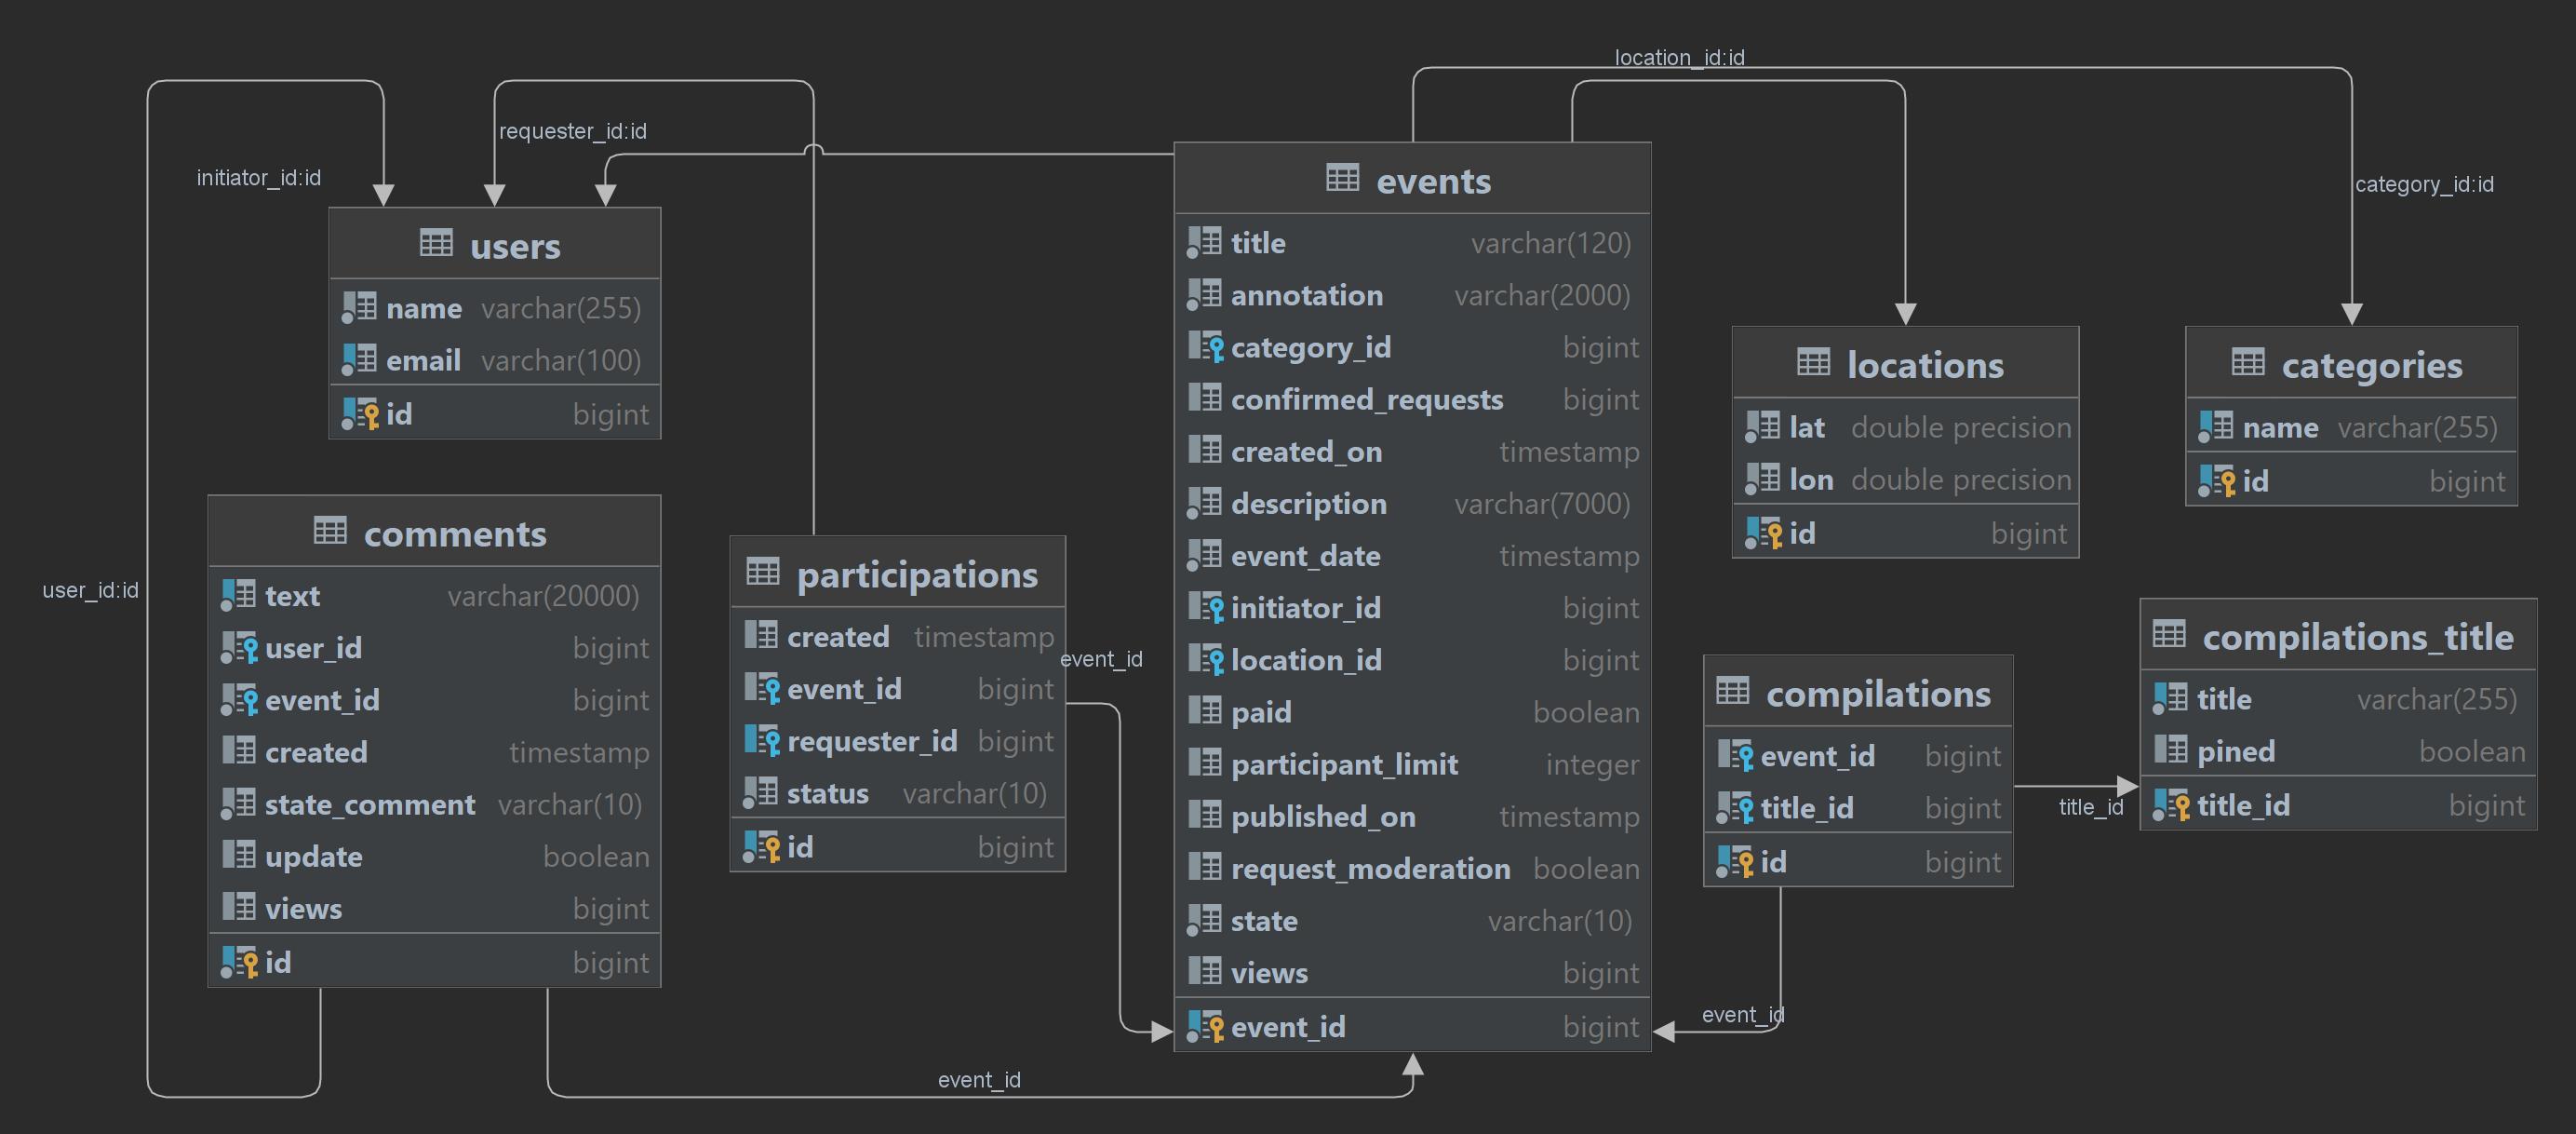 location_id:id
requester_id:id
initiator_id:id
category_id:id
users
name varchar(255)
email varchar(100)
id bigint
events
title varchar(120)
annotation varchar(2000)
category_id bigint
confirmed_requests bigint
created_on timestamp
description varchar(7000)
event_date timestamp
initiator_id bigint
location_id bigint
paid boolean
participant_limit integer
published_on timestamp
request_moderation boolean
state varchar(10)
views bigint
event_id bigint
locations
lat double precision
lon double precision
id bigint
categories
name varchar(255)
id bigint
comments
text varchar(20000)
user_id bigint
event_id bigint
created timestamp
state_comment varchar(10)
update boolean
views bigint
id bigint
user_id:id
participations
created timestamp
event_id bigint
requester_id bigint
status varchar(10)
id bigint
event_id
compilations
event_id bigint
title_id bigint
id bigint
compilations_title
title varchar(255)
pined boolean
title_id bigint
title_id
event_id
event_id